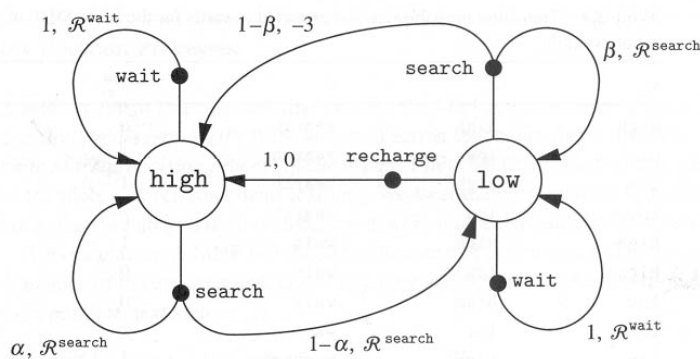 1, 𝓡^wait
1−β, −3
wait
search
β, 𝓡^search
high
1, 0
recharge
low
search
wait
α, 𝓡^search
1−α, 𝓡^search
1, 𝓡^wait